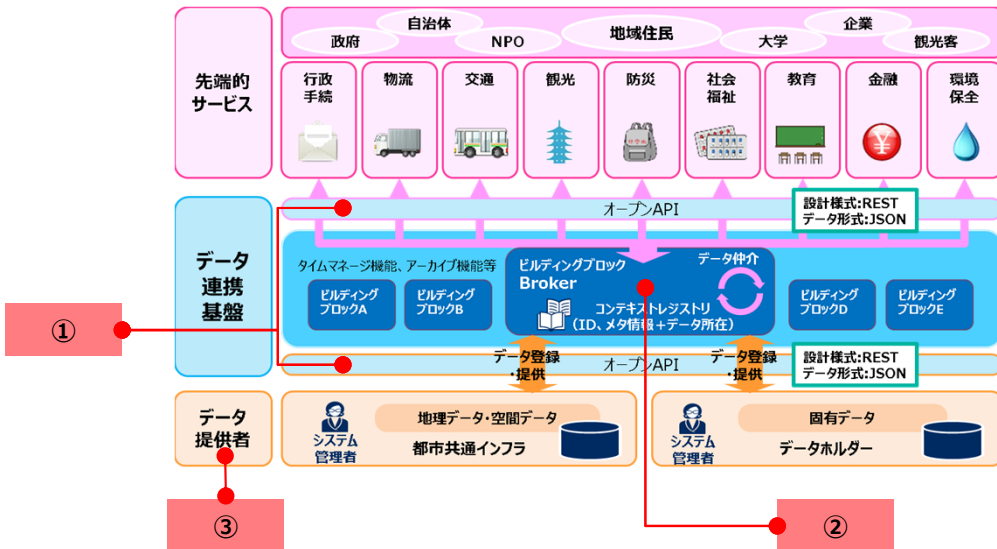 自治体
企業
政府
NPO
地域住民
大学
観光客
先端的
サービス
行政
手続
物流
交通
観光
防災
社会
福祉
教育
金融
環境
保全
オープンAPI
設計様式:REST
データ形式:JSON
データ
連携
基盤
タイムマネージ機能、アーカイブ機能等
ビルディング
ブロックA
ビルディング
ブロックB
ビルディングブロック
Broker
データ仲介
コンテキストレジストリ
(ID、メタ情報+データ所在)
ビルディング
ブロックD
ビルディング
ブロックE
①
データ登録
・提供
オープンAPI
データ登録
・提供
設計様式:REST
データ形式:JSON
データ
提供者
システム
管理者
地理データ・空間データ
都市共通インフラ
システム
管理者
固有データ
データホルダー
③
②